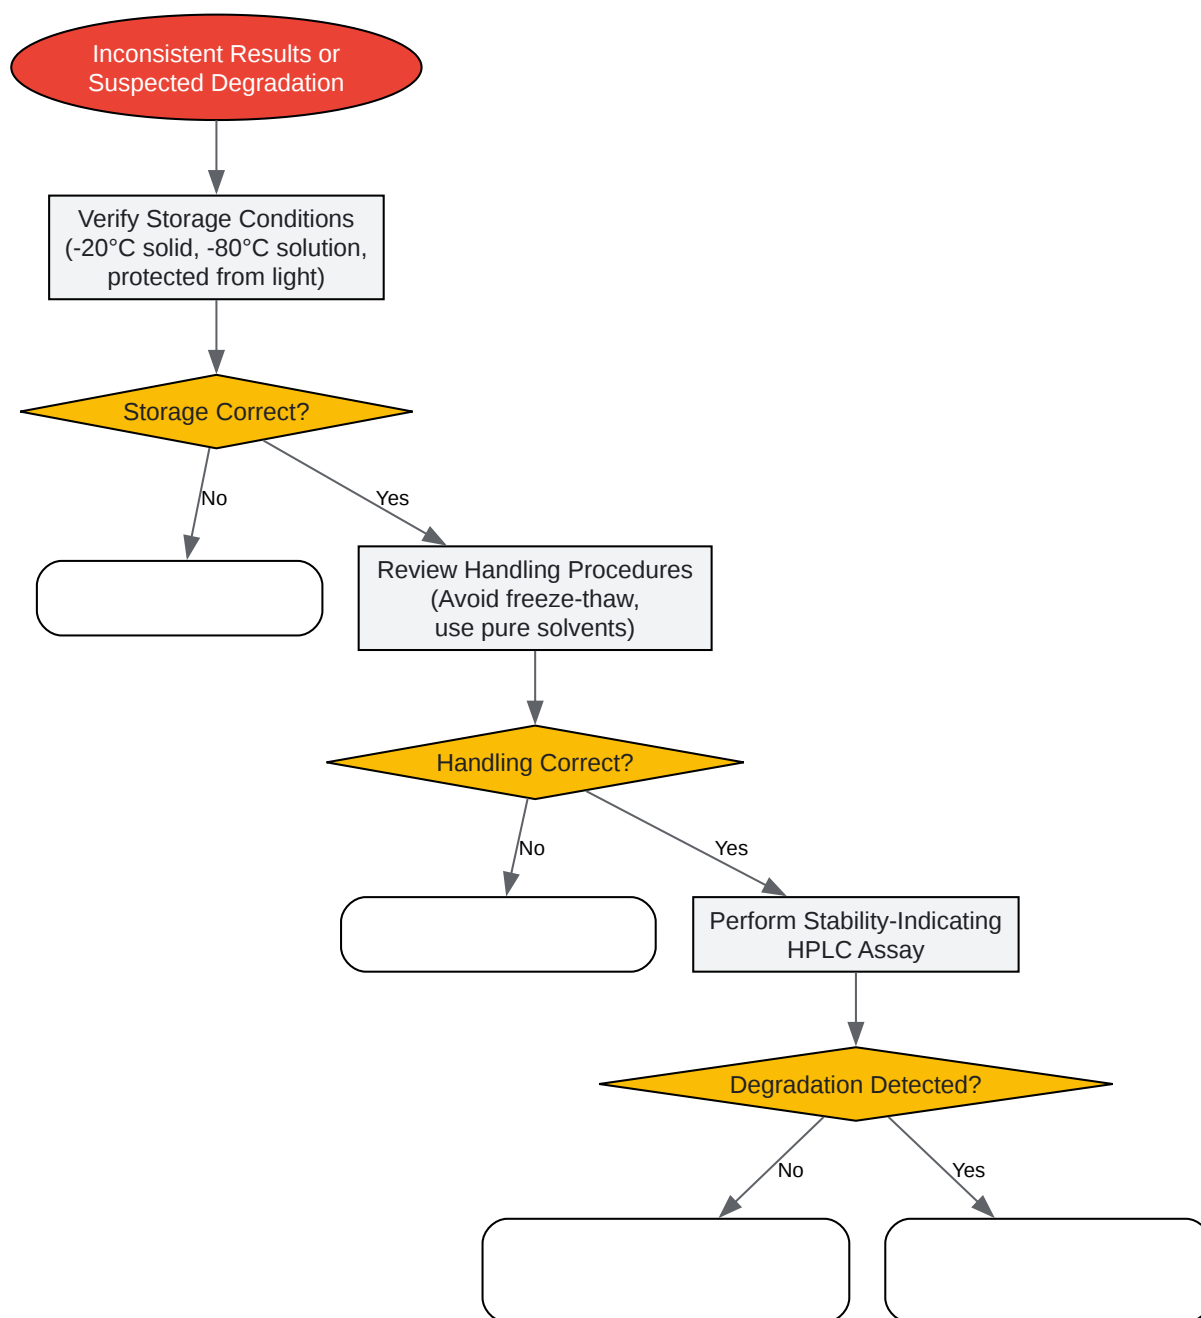 Inconsistent Results or
Suspected Degradation
Verify Storage Conditions
(-20°C solid, -80°C solution,
protected from light)
Storage Correct?
No
Yes
Review Handling Procedures
(Avoid freeze-thaw,
use pure solvents)
Handling Correct?
No
Yes
Perform Stability-Indicating
HPLC Assay
Degradation Detected?
No
Yes